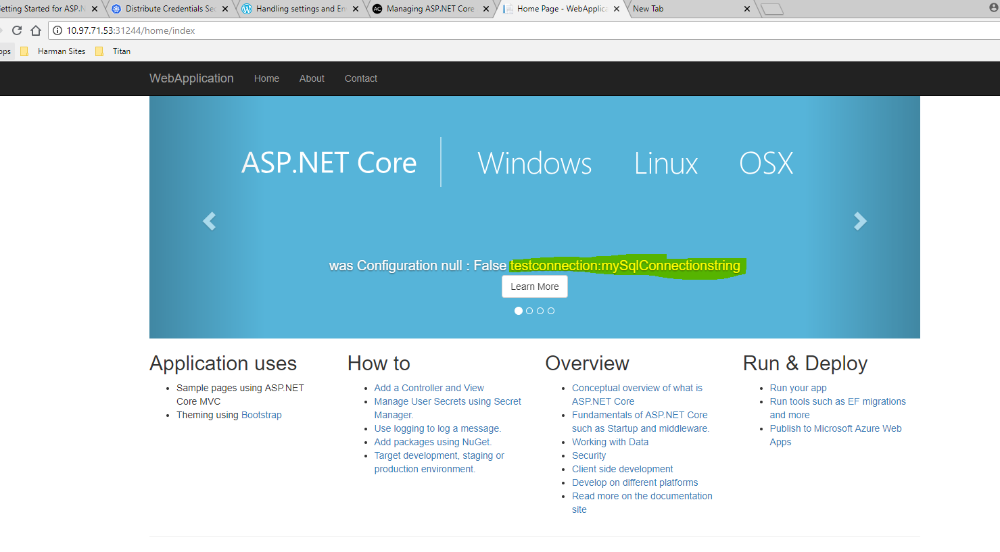 etting Started for ASP.N Distribute Credentials Sec Handling settings and En AC Managing ASP.NET Core Home Page - WebApplica New Tab
10.97.71.53:31244/home/index
ops Harman Sites Titan
WebApplication Home About Contact
ASP.NET Core Windows Linux OSX
was Configuration null : False testconnection:mySqlConnectionstring
Learn More
Application uses
Sample pages using ASP.NET
Core MVC
Theming using Bootstrap
How to
Add a Controller and View
Manage User Secrets using Secret
Manager.
Use logging to log a message.
Add packages using NuGet.
Target development, staging or
production environment.
Overview
Conceptual overview of what is
ASP.NET Core
Fundamentals of ASP.NET Core
such as Startup and middleware.
Working with Data
Security
Client side development
Develop on different platforms
Read more on the documentation
site
Run & Deploy
Run your app
Run tools such as EF migrations
and more
Publish to Microsoft Azure Web
Apps